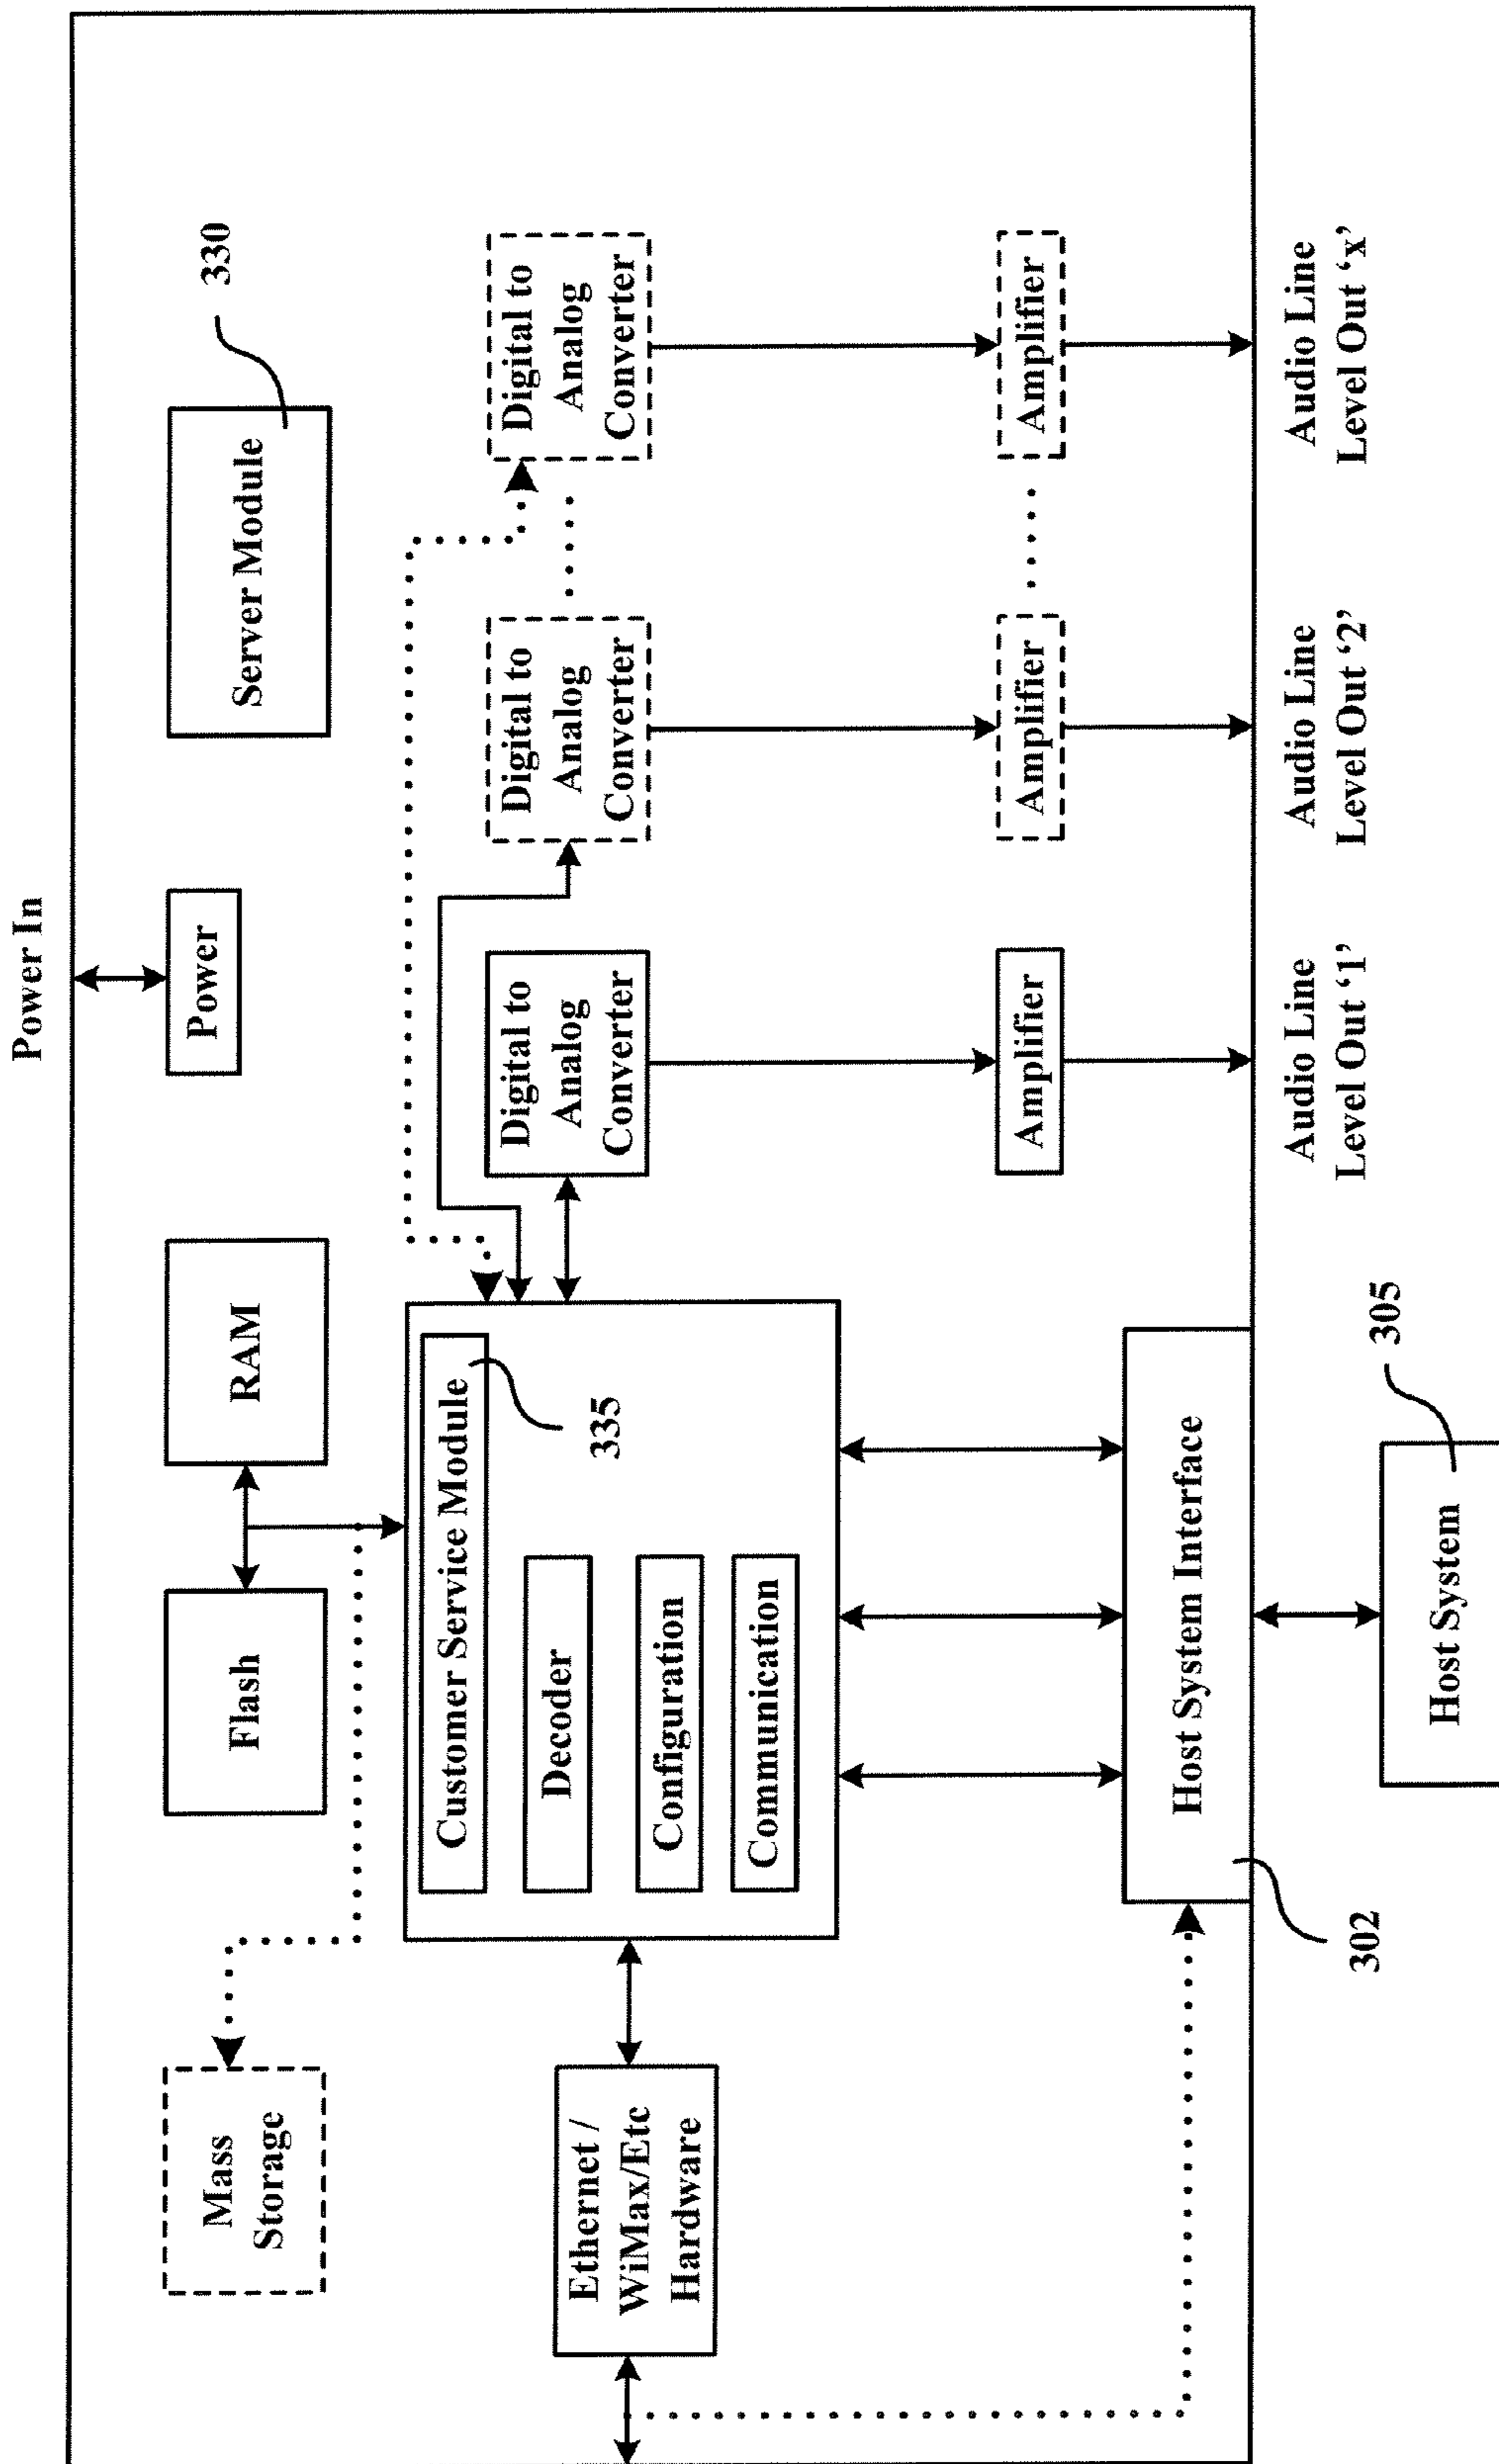 Power In
Mass
Storage
Flash
RAM
Power
Server Module
330
Customer Service Module
335
Decoder
Configuration
Communication
Ethernet /
WiMax/Etc
Hardware
Digital to
Analog
Converter
Digital to
Analog
Converter
Digital to
Analog
Converter
Amplifier
Amplifier
Amplifier
Host System Interface
302
Audio Line
Level Out ‘1’
Audio Line
Level Out ‘2’
Audio Line
Level Out ‘x’
Host System
305